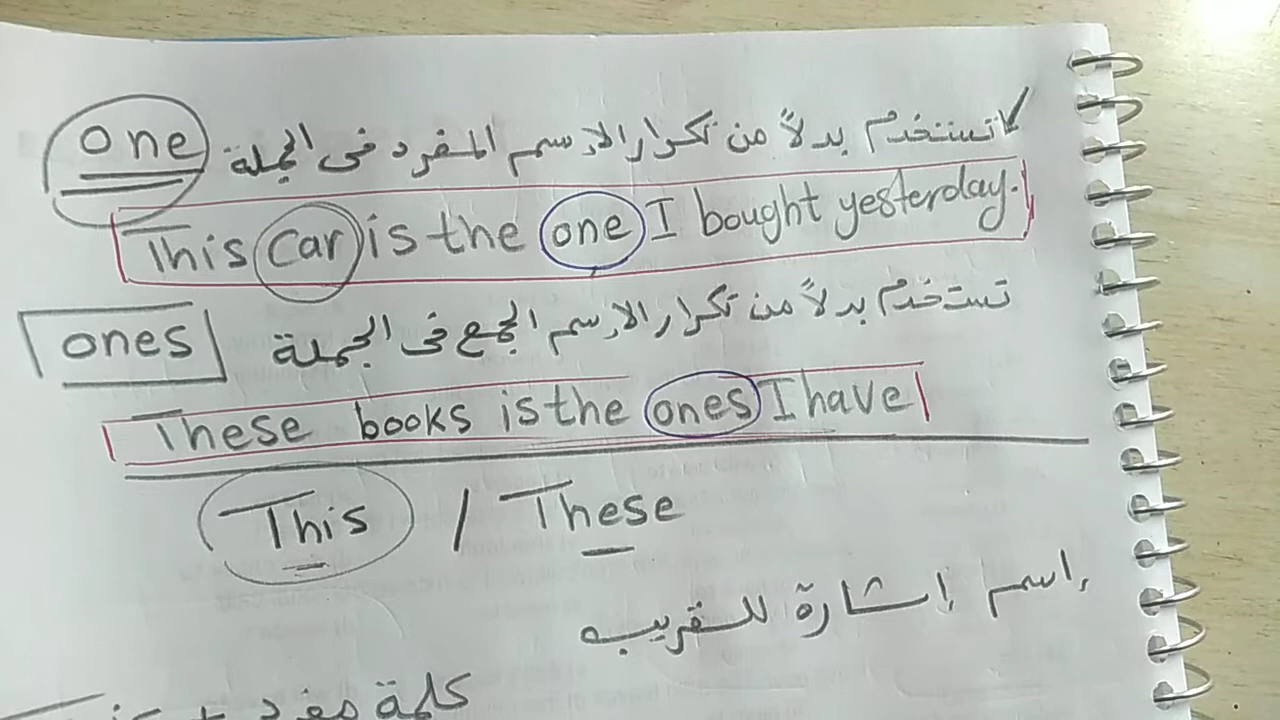 one تستخدم بدلاً من تكرار الاسم المفرد فى الجملة
This car is the one I bought yesterday.
ones تستخدم بدلاً من تكرار الاسم الجمع فى الجملة
These books is the ones I have
This / These
اسم إشارة للقريب
كلمة مفرد +